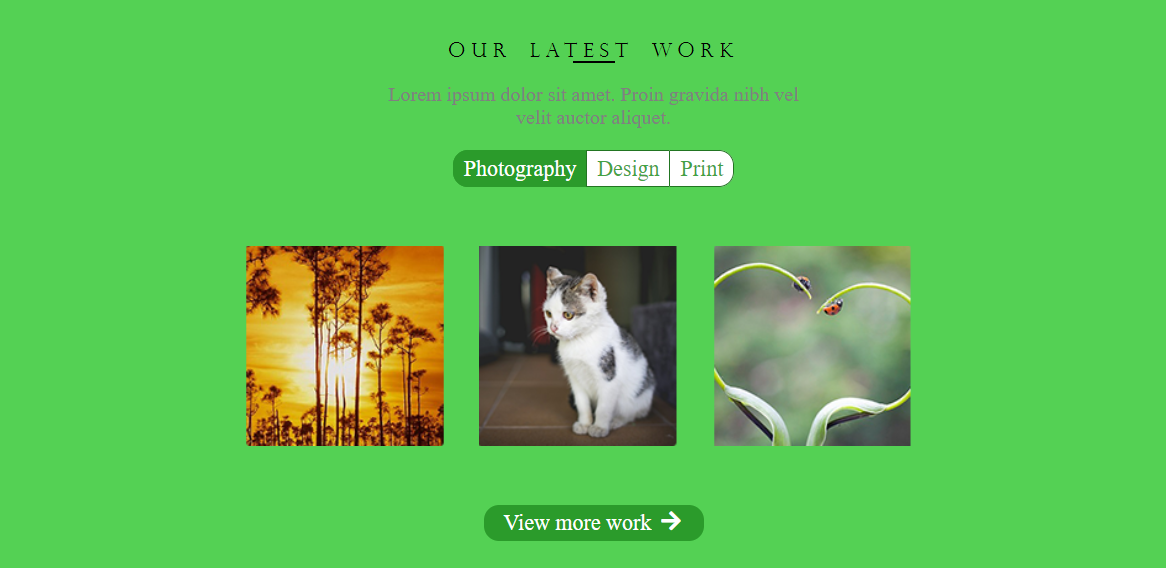 OUR LATEST WORK
Lorem ipsum dolor sit amet. Proin gravida nibh vel
velit auctor aliquet.
Photography Design Print
View more work